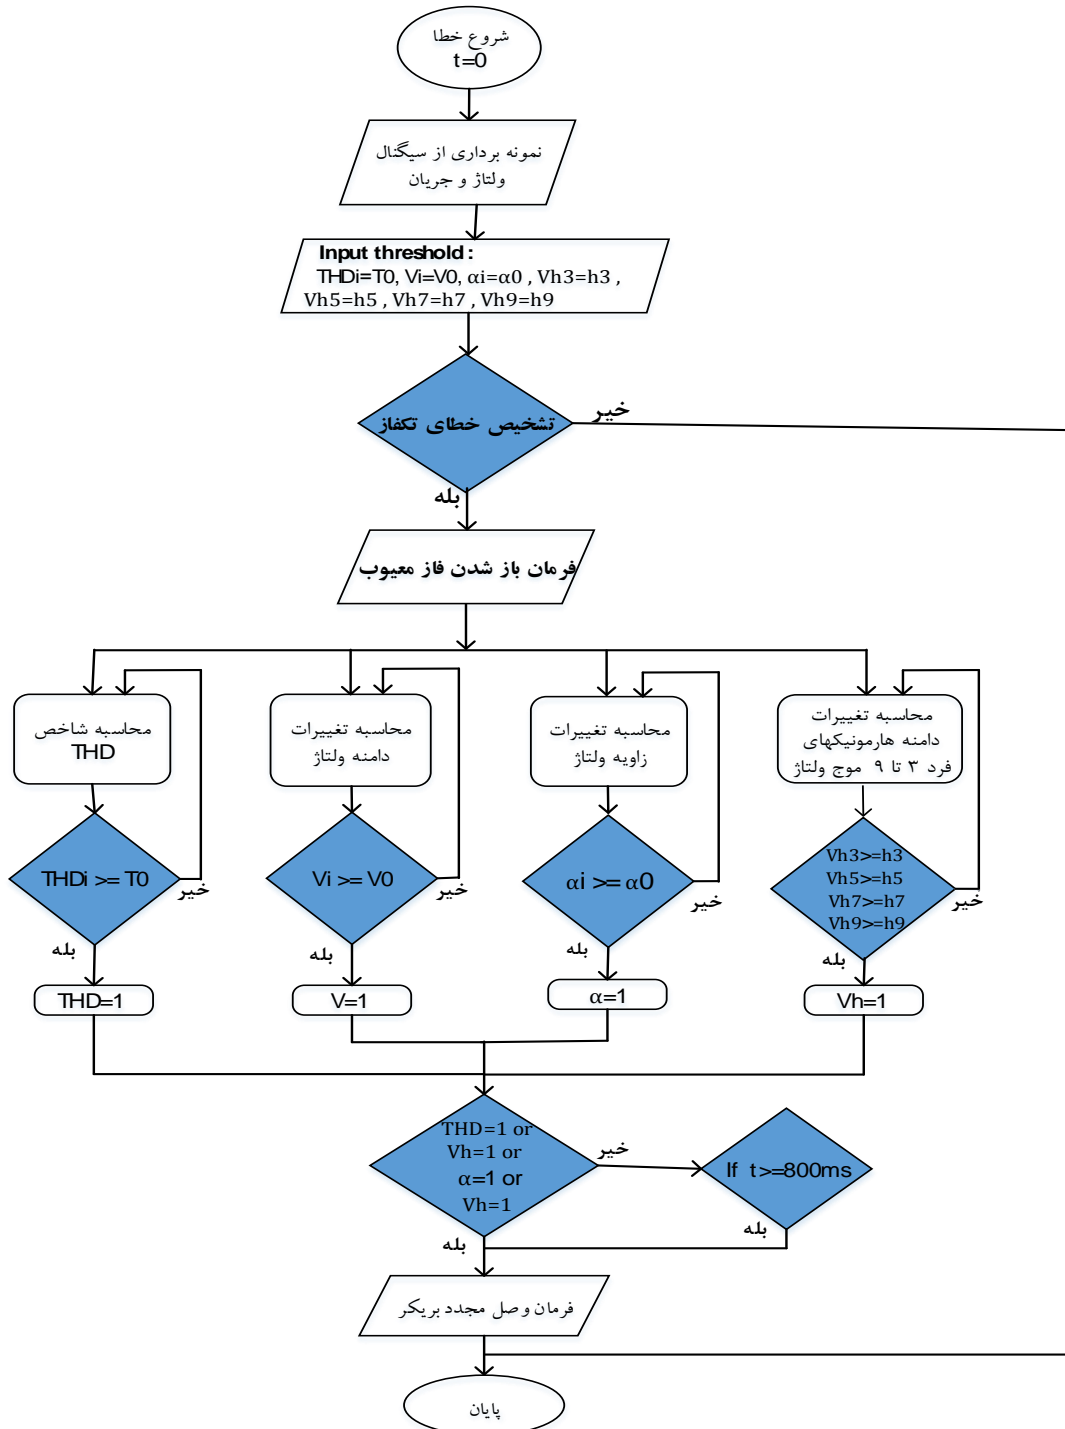 شروع خطا
t=0
نمونه برداری از سیگنال
ولتاژ و جریان
Input threshold :
THDi=T0, Vi=V0, αi=α0 , Vh3=h3 ,
Vh5=h5 , Vh7=h7 , Vh9=h9
تشخیص خطای تکفاز
خیر
بله
فرمان باز شدن فاز معیوب
محاسبه شاخص
THD
محاسبه تغییرات
دامنه ولتاژ
محاسبه تغییرات
زاویه ولتاژ
محاسبه تغییرات
دامنه هارمونیکهای
فرد ۳ تا ۹ موج ولتاژ
THDi >= T0
خیر
بله
Vi >= V0
خیر
بله
αi >= α0
خیر
بله
Vh3>=h3
Vh5>=h5
Vh7>=h7
Vh9>=h9
خیر
بله
THD=1
V=1
α=1
Vh=1
THD=1 or
Vh=1 or
α=1 or
Vh=1
خیر
بله
If t>=800ms
بله
فرمان وصل مجدد بریکر
پایان